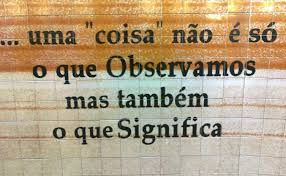 ... uma "coisa" não é só
o que Observamos
mas também
o que Significa